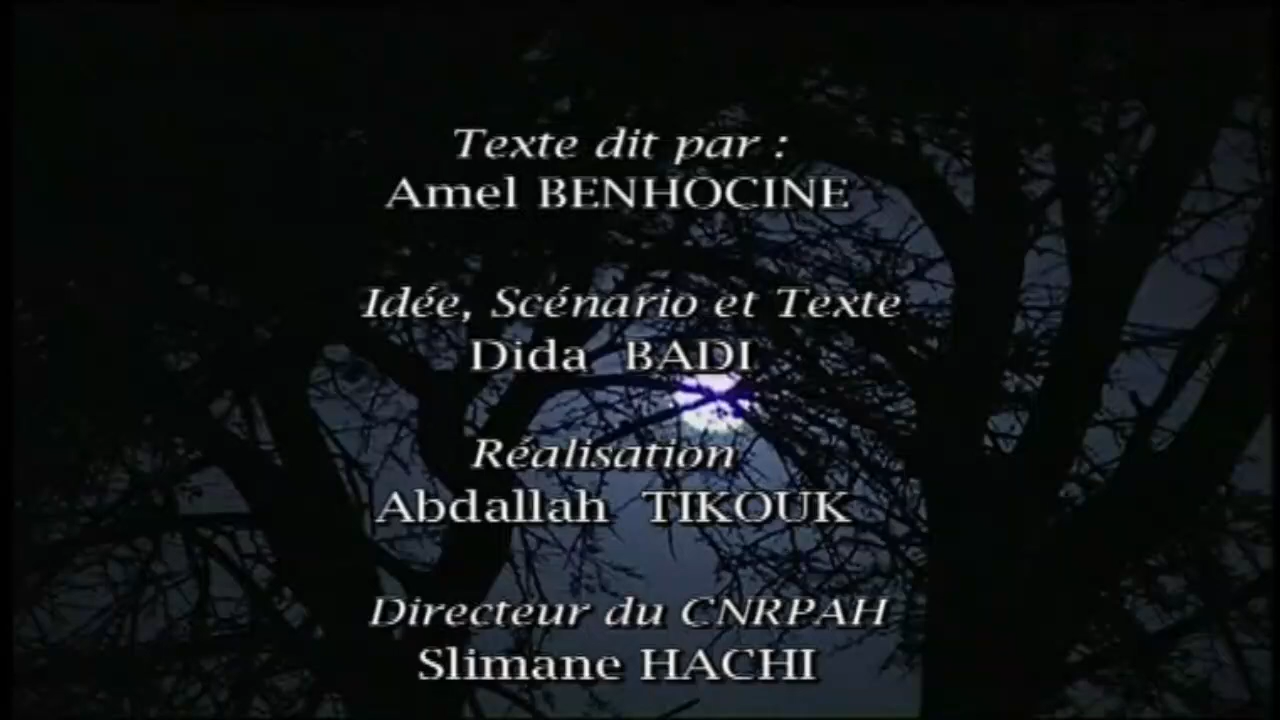 Texte dit par :
Amel BENHOCINE
Idée, Scénario et Texte
Dida BADI
Réalisation
Abdallah TIKOUK
Directeur du CNRPAH
Slimane HACHI